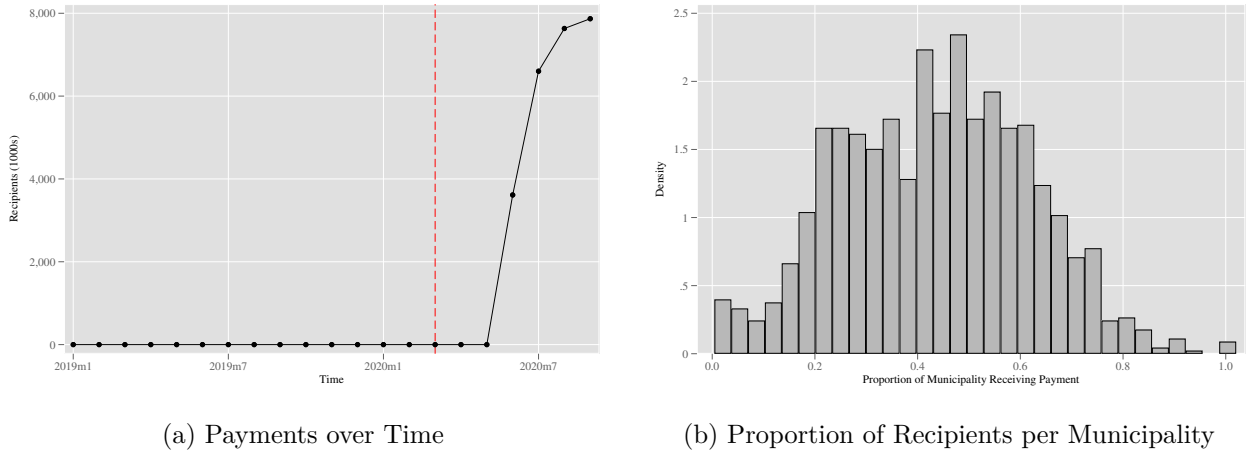 8,000
6,000
4,000
2,000
0
Recipients (1000s)
2019m1 2019m7 2020m1 2020m7
Time
(a) Payments over Time
2.5
2
1.5
1
.5
0
Density
0.0 0.2 0.4 0.6 0.8 1.0
Proportion of Municipality Receiving Payment
(b) Proportion of Recipients per Municipality